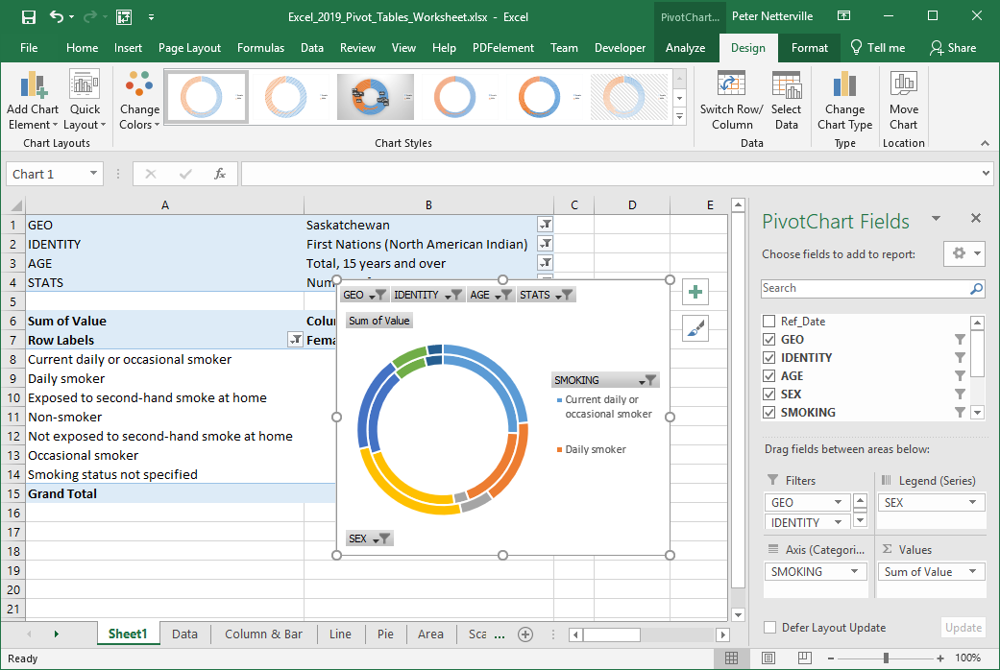 Excel_2019_Pivot_Tables_Worksheet.xlsx - Excel
PivotChart...
Peter Netterville
File Home Insert Page Layout Formulas Data Review View Help PDFelement Team Developer Analyze Design Format Tell me Share
Add Chart Element
Quick Layout
Chart Layouts
Change Colors
Chart Styles
Switch Row/ Column
Select Data
Data
Change Chart Type
Type
Move Chart
Location
Chart 1
fx
A B C D E
1 GEO Saskatchewan
2 IDENTITY First Nations (North American Indian)
3 AGE Total, 15 years and over
4 STATS Num
5
6 Sum of Value Colu
7 Row Labels Fema
8 Current daily or occasional smoker
9 Daily smoker
10 Exposed to second-hand smoke at home
11 Non-smoker
12 Not exposed to second-hand smoke at home
13 Occasional smoker
14 Smoking status not specified
15 Grand Total
16
17
18
19
20
21
GEO IDENTITY AGE STATS
Sum of Value
SMOKING
Current daily or
occasional smoker
Daily smoker
SEX
PivotChart Fields
Choose fields to add to report:
Search
Ref_Date
GEO
IDENTITY
AGE
SEX
SMOKING
Drag fields between areas below:
Filters
GEO
IDENTITY
Legend (Series)
SEX
Axis (Categori...
SMOKING
Σ Values
Sum of Value
Defer Layout Update
Update
Sheet1 Data Column & Bar Line Pie Area Sca ...
Ready
100%